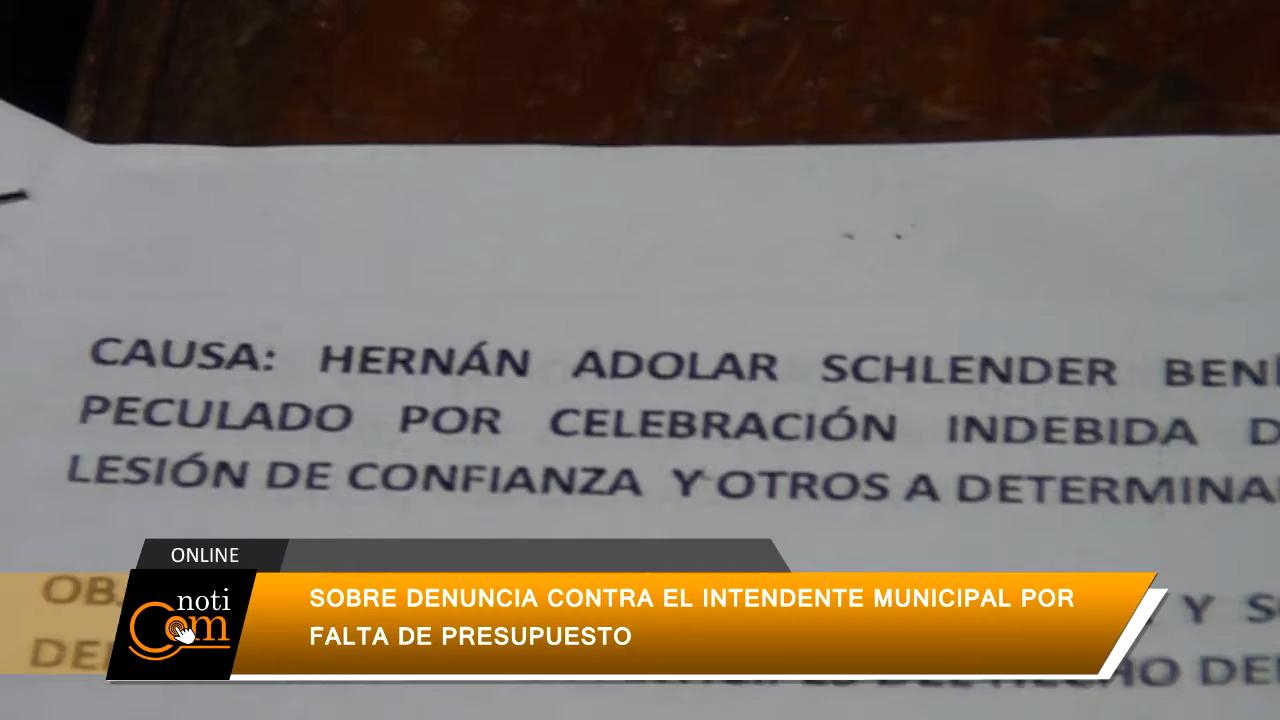 CAUSA: HERNÁN ADOLAR SCHLENDER
PECULADO POR CELEBRACIÓN INDEBIDA
LESIÓN DE CONFIANZA Y OTROS A
ONLINE
noti
Com
SOBRE DENUNCIA CONTRA EL INTENDENTE MUNICIPAL POR
FALTA DE PRESUPUESTO
Y